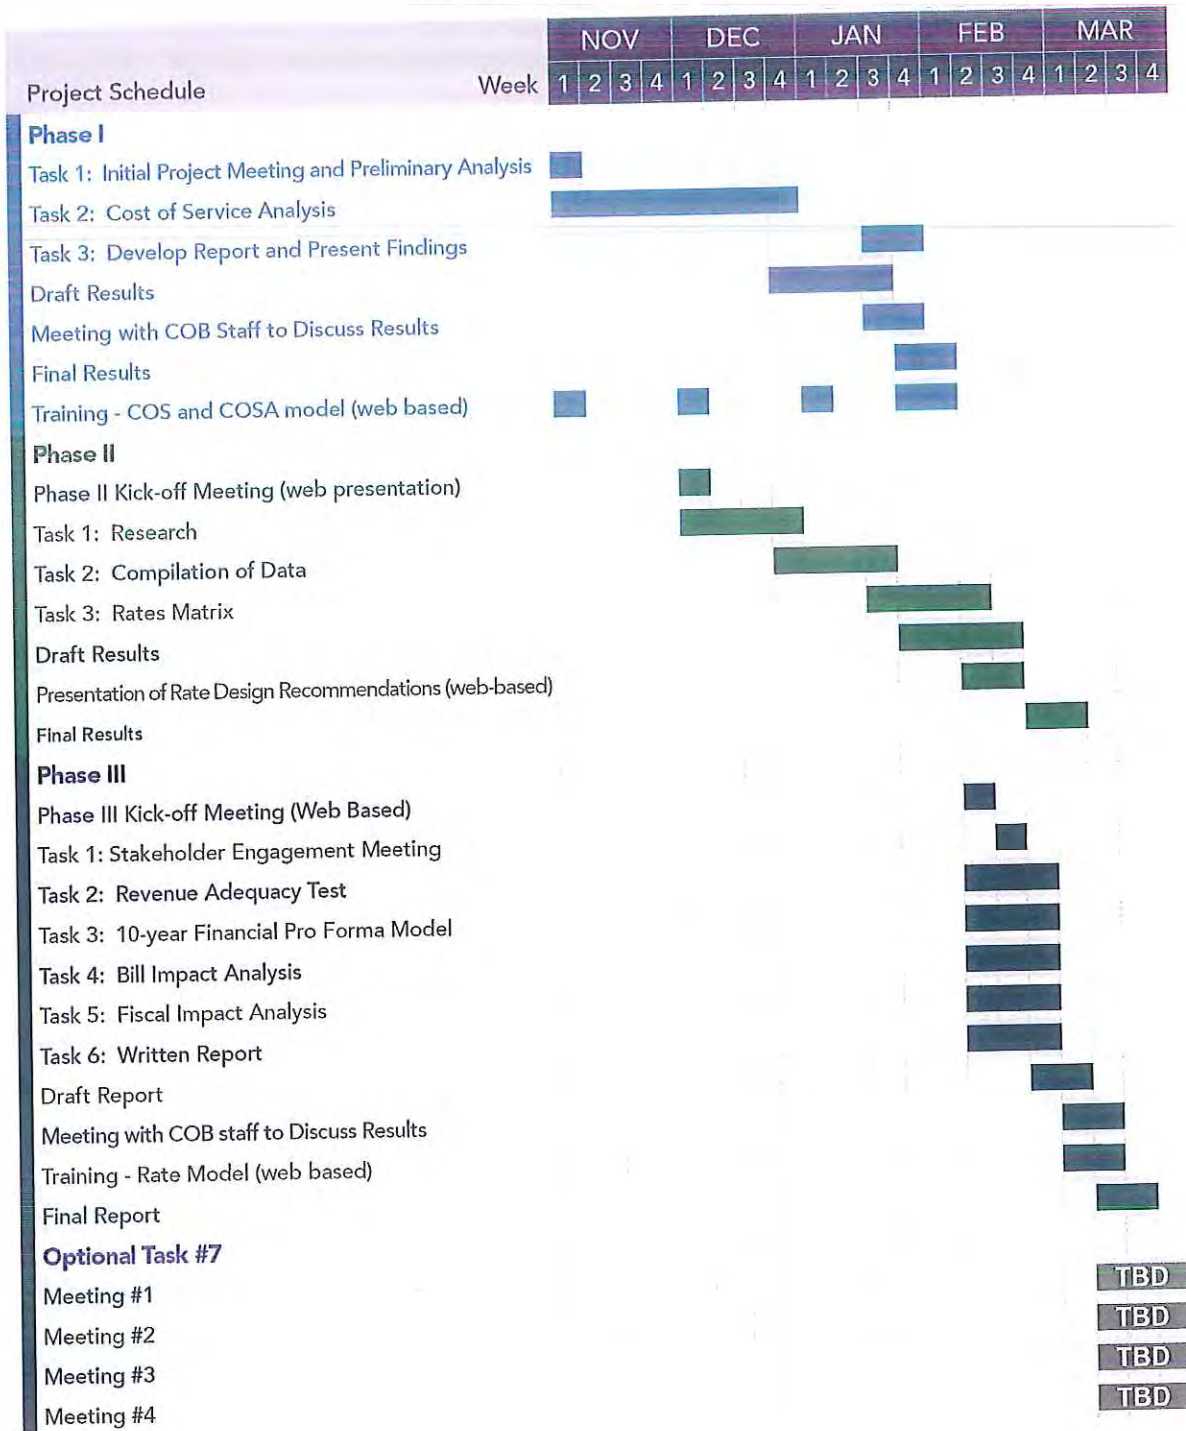 NOV DEC JAN FEB MAR
Project Schedule Week 1 2 3 4 1 2 3 4 1 2 3 4 1 2 3 4 1 2 3 4
Phase I
Task 1: Initial Project Meeting and Preliminary Analysis
Task 2: Cost of Service Analysis
Task 3: Develop Report and Present Findings
Draft Results
Meeting with COB Staff to Discuss Results
Final Results
Training - COS and COSA model (web based)
Phase II
Phase II Kick-off Meeting (web presentation)
Task 1: Research
Task 2: Compilation of Data
Task 3: Rates Matrix
Draft Results
Presentation of Rate Design Recommendations (web-based)
Final Results
Phase III
Phase III Kick-off Meeting (Web Based)
Task 1: Stakeholder Engagement Meeting
Task 2: Revenue Adequacy Test
Task 3: 10-year Financial Pro Forma Model
Task 4: Bill Impact Analysis
Task 5: Fiscal Impact Analysis
Task 6: Written Report
Draft Report
Meeting with COB staff to Discuss Results
Training - Rate Model (web based)
Final Report
Optional Task #7
Meeting #1 TBD
Meeting #2 TBD
Meeting #3 TBD
Meeting #4 TBD